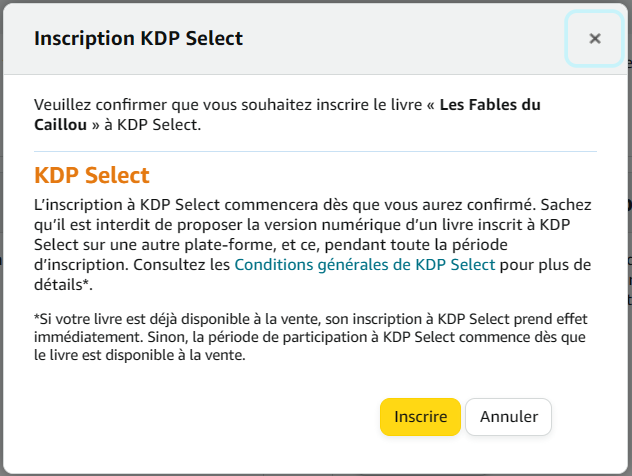 Inscription KDP Select
Veuillez confirmer que vous souhaitez inscrire le livre « Les Fables du
Caillou » à KDP Select.
KDP Select
L’inscription à KDP Select commencera dès que vous aurez confirmé. Sachez
qu’il est interdit de proposer la version numérique d’un livre inscrit à KDP
Select sur une autre plate-forme, et ce, pendant toute la période
d’inscription. Consultez les Conditions générales de KDP Select pour plus de
détails*.
*Si votre livre est déjà disponible à la vente, son inscription à KDP Select prend effet
immédiatement. Sinon, la période de participation à KDP Select commence dès que
le livre est disponible à la vente.
Inscrire Annuler